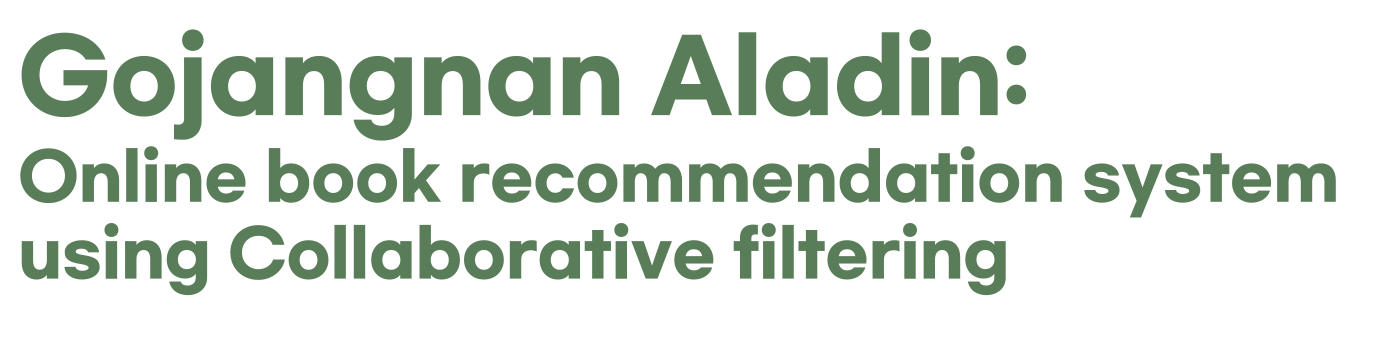 Gojangnan Aladin:
Online book recommendation system
using Collaborative filtering